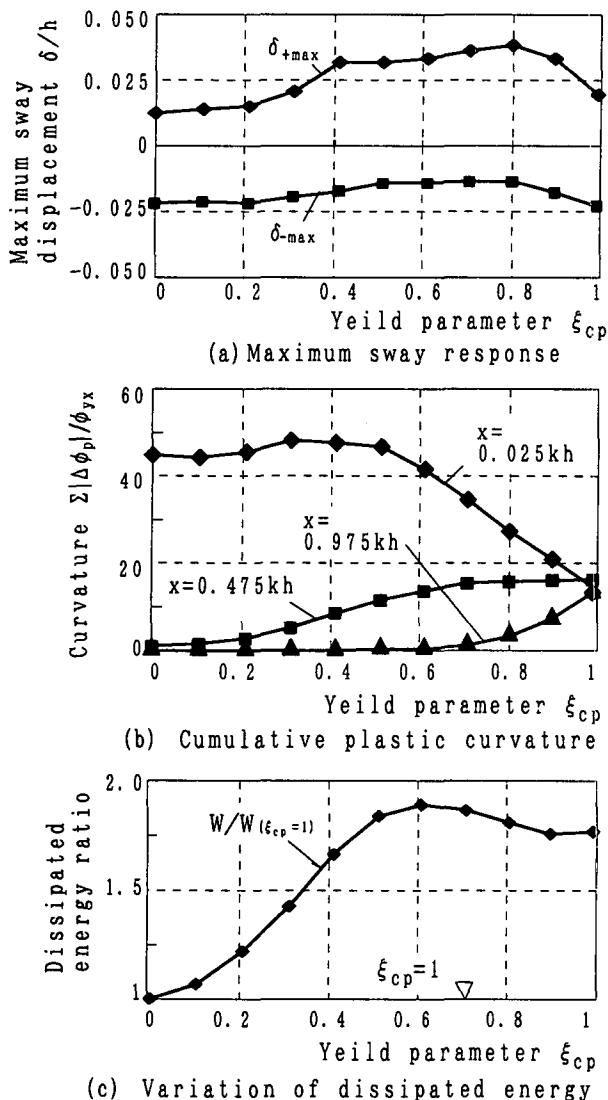 Maximum sway
displacement δ/h
0.050
0.025
0
-0.025
-0.050
δ+max
δ-max
0 0.2 0.4 0.6 0.8 1
Yeild parameter ξcp
(a) Maximum sway response
Curvature Σ|Δϕp|/ϕyx
60
40
20
0
x=
0.025kh
x=
0.975kh
x=0.475kh
0 0.2 0.4 0.6 0.8 1
Yeild parameter ξcp
(b) Cumulative plastic curvature
Dissipated
energy ratio
2.0
1.5
1
W/W(ξcp=1)
ξcp=1
0 0.2 0.4 0.6 0.8 1
Yeild parameter ξcp
(c) Variation of dissipated energy